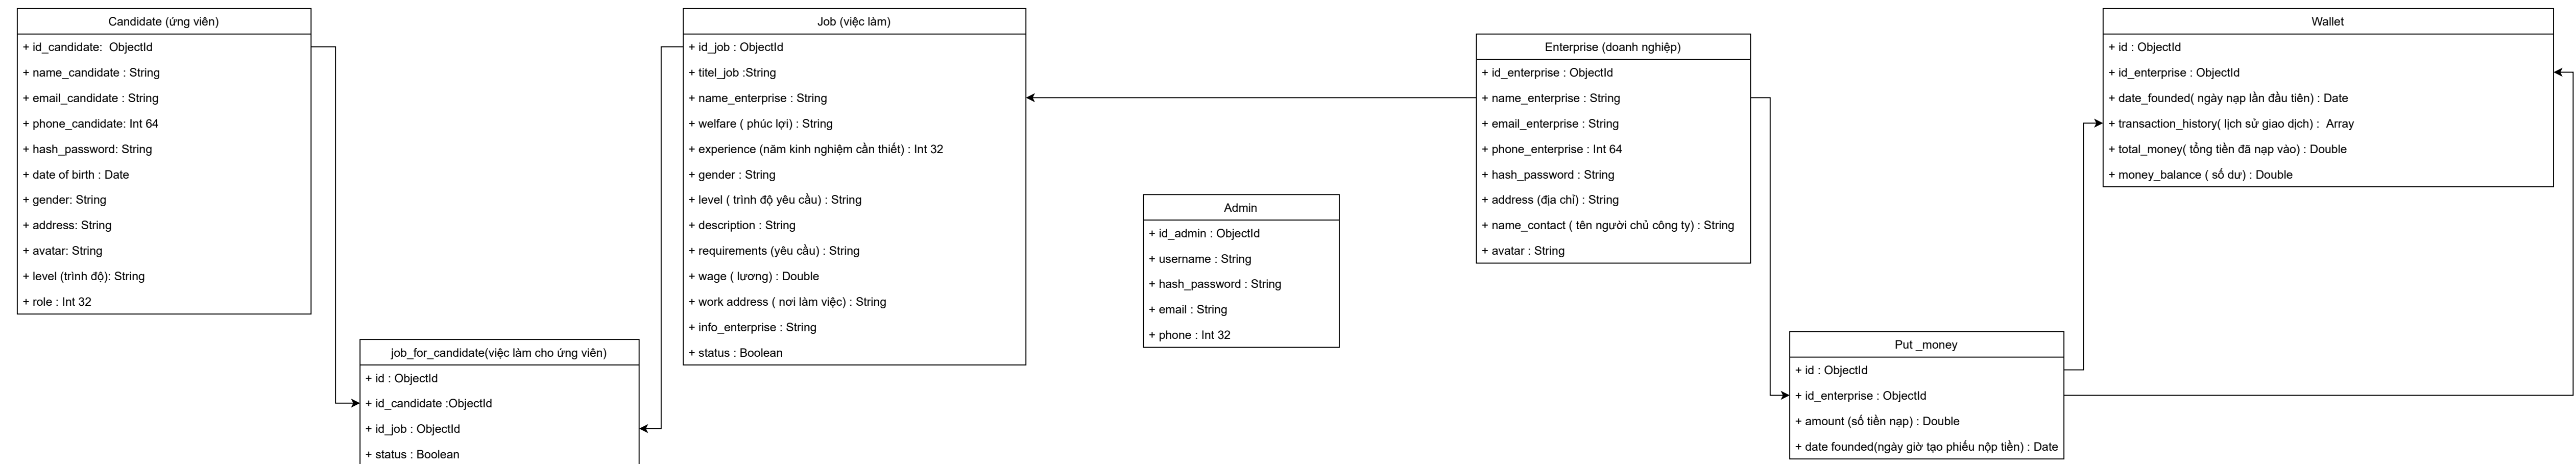 Candidate (ứng viên)
+ id_candidate:  ObjectId
+ name_candidate : String
+ email_candidate : String
+ phone_candidate: Int 64
+ hash_password: String
+ date of birth : Date
+ gender: String
+ address: String
+ avatar: String
+ level (trình độ): String
+ role : Int 32
job_for_candidate(việc làm cho ứng viên)
+ id : ObjectId
+ id_candidate :ObjectId
+ id_job : ObjectId
+ status : Boolean
Job (việc làm)
+ id_job : ObjectId
+ titel_job :String
+ name_enterprise : String
+ welfare ( phúc lợi) : String
+ experience (năm kinh nghiệm cần thiết) : Int 32
+ gender : String
+ level ( trình độ yêu cầu) : String
+ description : String
+ requirements (yêu cầu) : String
+ wage ( lương) : Double
+ work address ( nơi làm việc) : String
+ info_enterprise : String
+ status : Boolean
Admin
+ id_admin : ObjectId
+ username : String
+ hash_password : String
+ email : String
+ phone : Int 32
Enterprise (doanh nghiệp)
+ id_enterprise : ObjectId
+ name_enterprise : String
+ email_enterprise : String
+ phone_enterprise : Int 64
+ hash_password : String
+ address (địa chỉ) : String
+ name_contact ( tên người chủ công ty) : String
+ avatar : String
Put _money
+ id : ObjectId
+ id_enterprise : ObjectId
+ amount (số tiền nạp) : Double
+ date founded(ngày giờ tạo phiếu nộp tiền) : Date
Wallet
+ id : ObjectId
+ id_enterprise : ObjectId
+ date_founded( ngày nạp lần đầu tiên) : Date
+ transaction_history( lịch sử giao dịch) :  Array
+ total_money( tổng tiền đã nạp vào) : Double
+ money_balance ( số dư) : Double